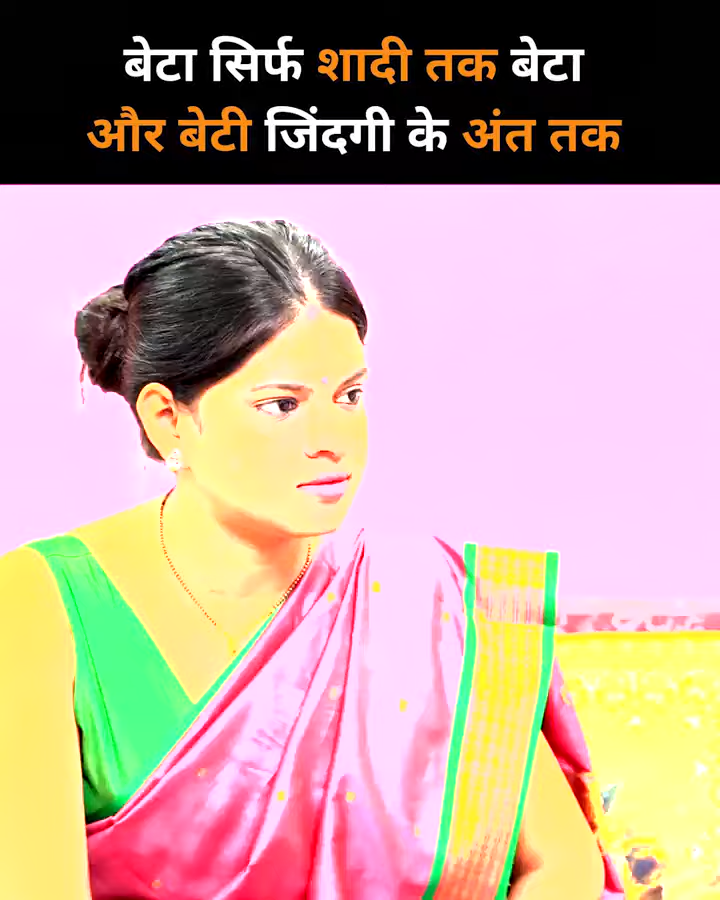 बेटा सिर्फ शादी तक बेटा
और बेटी जिंदगी के अंत तक